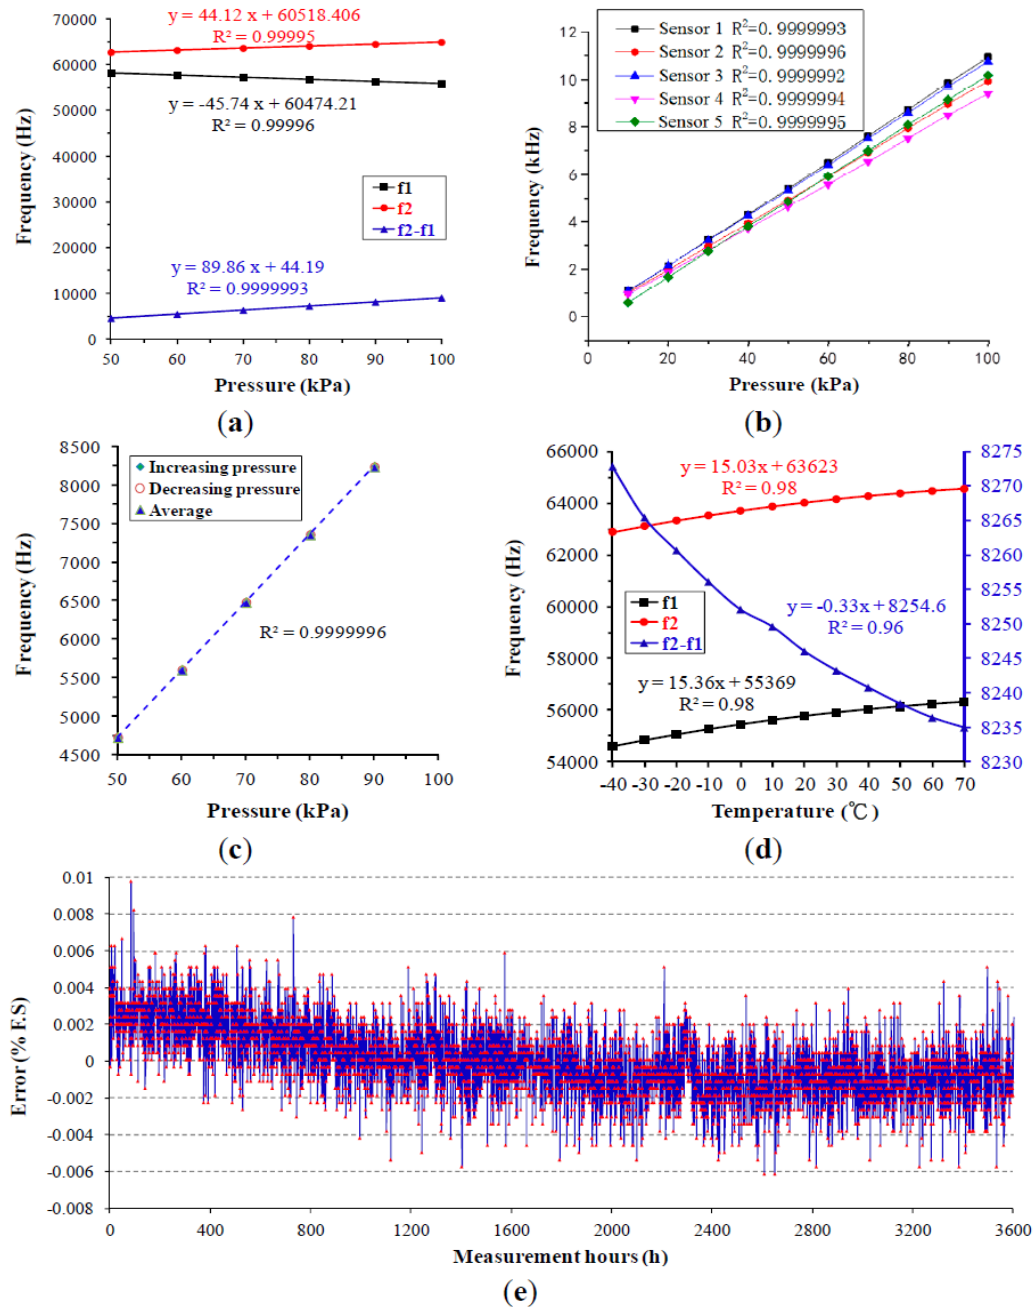 y = 44.12 x + 60518.406
R² = 0.99995
y = -45.74 x + 60474.21
R² = 0.99996
f1
f2
f2-f1
y = 89.86 x + 44.19
R² = 0.9999993
70000
60000
50000
40000
30000
20000
10000
0
50 60 70 80 90 100
Frequency (Hz)
Pressure (kPa)
(a)
Sensor 1 R²=0.9999993
Sensor 2 R²=0.9999996
Sensor 3 R²=0.9999992
Sensor 4 R²=0.9999994
Sensor 5 R²=0.9999995
12
10
8
6
4
2
0
0 20 40 60 80 100
Frequency (kHz)
Pressure (kPa)
(b)
Increasing pressure
Decreasing pressure
Average
R² = 0.9999996
8500
8000
7500
7000
6500
6000
5500
5000
4500
50 60 70 80 90 100
Frequency (Hz)
Pressure (kPa)
(c)
y = 15.03x + 63623
R² = 0.98
f1
f2
f2-f1
y = -0.33x + 8254.6
R² = 0.96
y = 15.36x + 55369
R² = 0.98
66000
64000
62000
60000
58000
56000
54000
8275
8270
8265
8260
8255
8250
8245
8240
8235
8230
-40 -30 -20 -10 0 10 20 30 40 50 60 70
Frequency (Hz)
Temperature (℃)
(d)
0.01
0.008
0.006
0.004
0.002
0
-0.002
-0.004
-0.006
-0.008
0 400 800 1200 1600 2000 2400 2800 3200 3600
Error (% F.S)
Measurement hours (h)
(e)